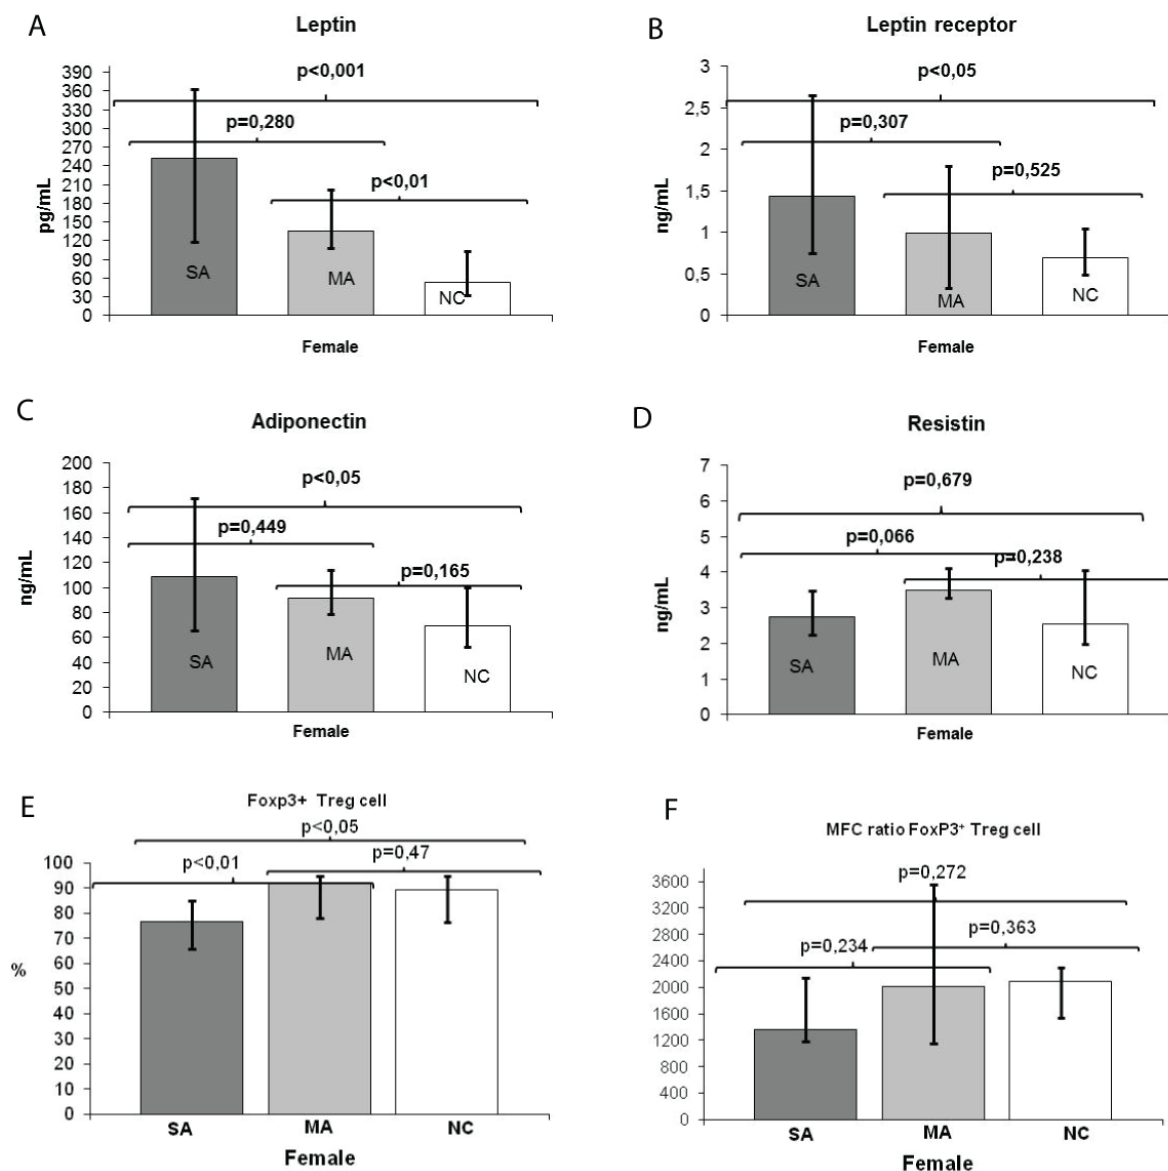 A
Leptin
p<0,001
p=0,280
p<0,01
390
360
330
300
270
240
210
180
150
120
90
60
30
0
pg/mL
SA
MA
NC
Female
B
Leptin receptor
p<0,05
p=0,307
p=0,525
3
2,5
2
1,5
1
0,5
0
ng/mL
SA
MA
NC
Female
C
Adiponectin
p<0,05
p=0,449
p=0,165
200
180
160
140
120
100
80
60
40
20
0
ng/mL
SA
MA
NC
Female
D
Resistin
p=0,679
p=0,066
p=0,238
7
6
5
4
3
2
1
0
ng/mL
SA
MA
NC
Female
E
Foxp3+ Treg cell
p<0,05
p<0,01
p=0,47
100
90
80
70
60
50
40
30
20
10
0
%
SA MA NC
Female
F
MFC ratio FoxP3⁺ Treg cell
p=0,272
p=0,234
p=0,363
3600
3200
2800
2400
2000
1600
1200
800
400
0
SA MA NC
Female